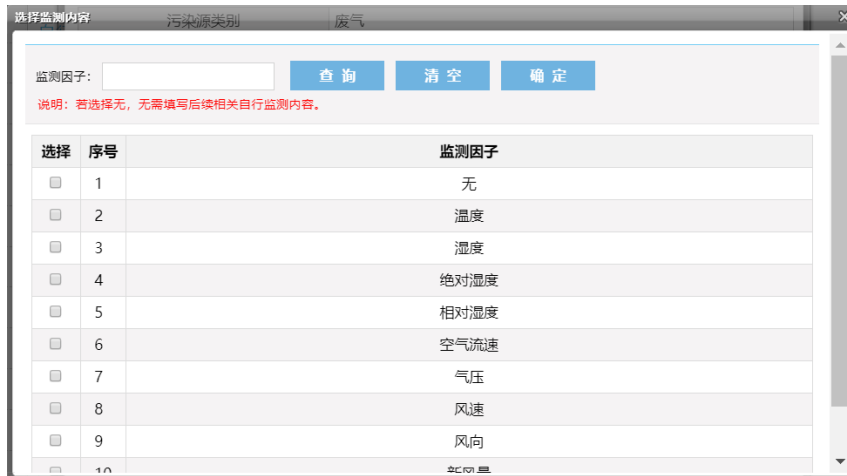 选择监测内容
污染源类别 废气
监测因子: 查 询 清 空 确 定
说明：若选择无，无需填写后续相关自行监测内容。
选择 序号 监测因子
1 无
2 温度
3 湿度
4 绝对湿度
5 相对湿度
6 空气流速
7 气压
8 风速
9 风向
10 新风量